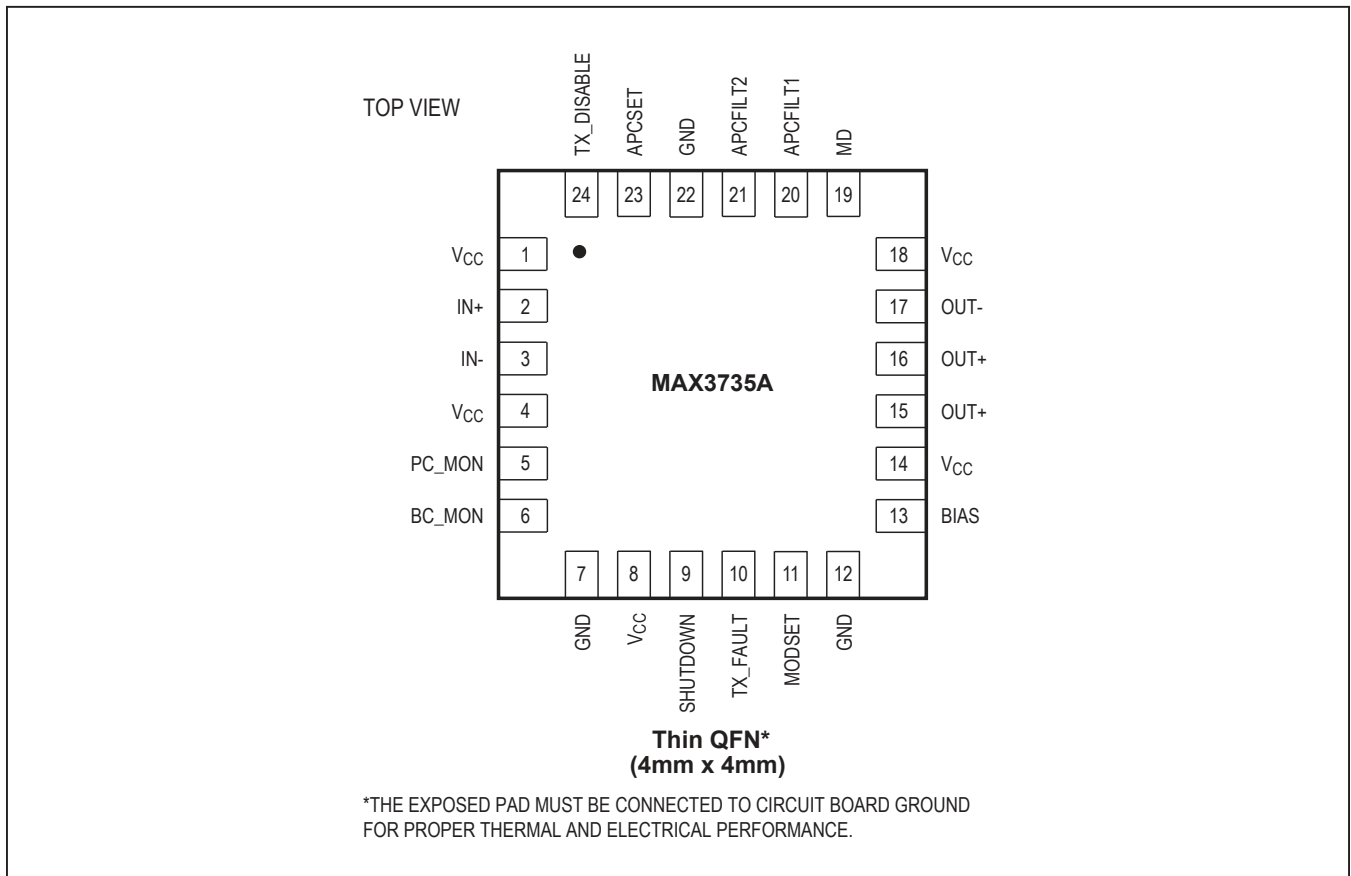 TOP VIEW
TX_DISABLE
APCSET
GND
APCFILT2
APCFILT1
MD
24 23 22 21 20 19
VCC 1 18 VCC
IN+ 2 17 OUT-
IN- 3 16 OUT+
MAX3735A
VCC 4 15 OUT+
PC_MON 5 14 VCC
BC_MON 6 13 BIAS
7 8 9 10 11 12
GND
VCC
SHUTDOWN
TX_FAULT
MODSET
GND
Thin QFN*
(4mm x 4mm)
*THE EXPOSED PAD MUST BE CONNECTED TO CIRCUIT BOARD GROUND
FOR PROPER THERMAL AND ELECTRICAL PERFORMANCE.